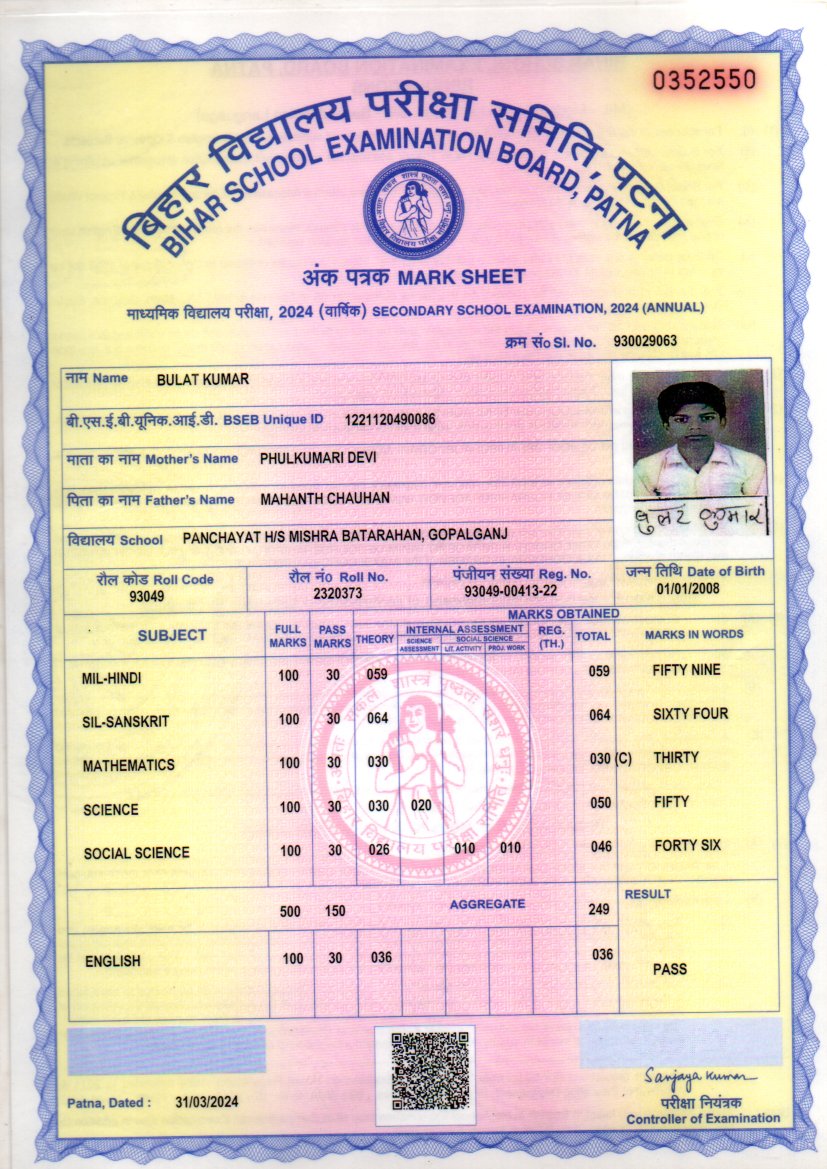 0352550
बिहार विद्यालय परीक्षा समिति, पटना
BIHAR SCHOOL EXAMINATION BOARD, PATNA
अंक पत्रक MARK SHEET
माध्यमिक विद्यालय परीक्षा, 2024 (वार्षिक) SECONDARY SCHOOL EXAMINATION, 2024 (ANNUAL)
क्रम सं० Sl. No. 930029063
नाम Name BULAT KUMAR
बी.एस.ई.बी.यूनिक.आई.डी. BSEB Unique ID 1221120490086
माता का नाम Mother's Name PHULKUMARI DEVI
पिता का नाम Father's Name MAHANTH CHAUHAN
बुलट कुमार
विद्यालय School PANCHAYAT H/S MISHRA BATARAHAN, GOPALGANJ
रौल कोड Roll Code रौल नं० Roll No. पंजीयन संख्या Reg. No. जन्म तिथि Date of Birth
93049 2320373 93049-00413-22 01/01/2008
MARKS OBTAINED
SUBJECT FULL MARKS PASS MARKS THEORY INTERNAL ASSESSMENT REG. (TH.) TOTAL MARKS IN WORDS
SCIENCE ASSESSMENT SOCIAL SCIENCE
LIT. ACTIVITY PROJ. WORK
MIL-HINDI 100 30 059 059 FIFTY NINE
SIL-SANSKRIT 100 30 064 064 SIXTY FOUR
MATHEMATICS 100 30 030 030 (C) THIRTY
SCIENCE 100 30 030 020 050 FIFTY
SOCIAL SCIENCE 100 30 026 010 010 046 FORTY SIX
500 150 AGGREGATE 249 RESULT
ENGLISH 100 30 036 036 PASS
Sanjaya Kumar
Patna, Dated : 31/03/2024 परीक्षा नियंत्रक
Controller of Examination